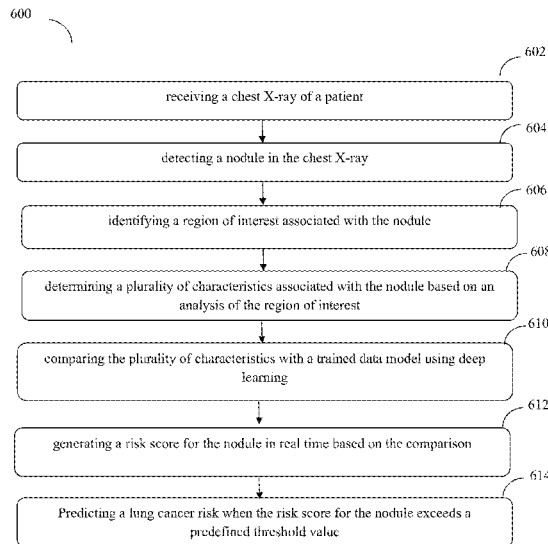 600
602
receiving a chest X-ray of a patient
604
detecting a nodule in the chest X-ray
606
identifying a region of interest associated with the nodule
608
determining a plurality of characteristics associated with the nodule based on an
analysis of the region of interest
610
comparing the plurality of characteristics with a trained data model using deep
learning
612
generating a risk score for the nodule in real time based on the comparison
614
Predicting a lung cancer risk when the risk score for the nodule exceeds a
predefined threshold value